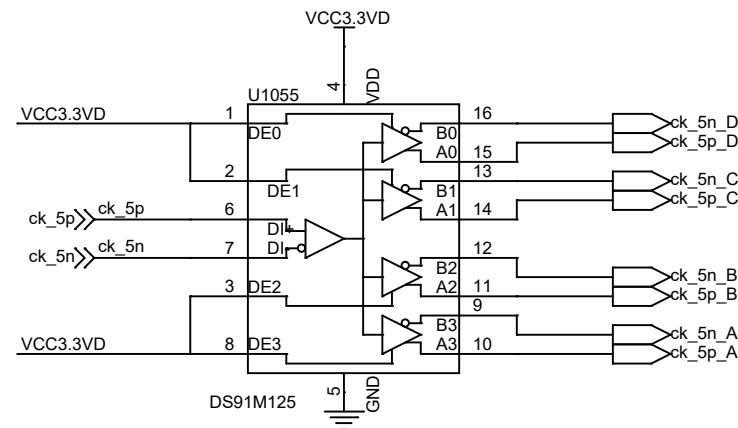 VCC3.3VD
4
VDD
U1055
VCC3.3VD
1
DE0
B0
16
ck_5n_D
A0
15
ck_5p_D
2
DE1
B1
13
ck_5n_C
A1
14
ck_5p_C
ck_5p
ck_5p
6
DI+
ck_5n
ck_5n
7
DI-
B2
12
ck_5n_B
3
DE2
A2
11
ck_5p_B
B3
9
ck_5n_A
VCC3.3VD
8
DE3
A3
10
ck_5p_A
DS91M125
5
GND